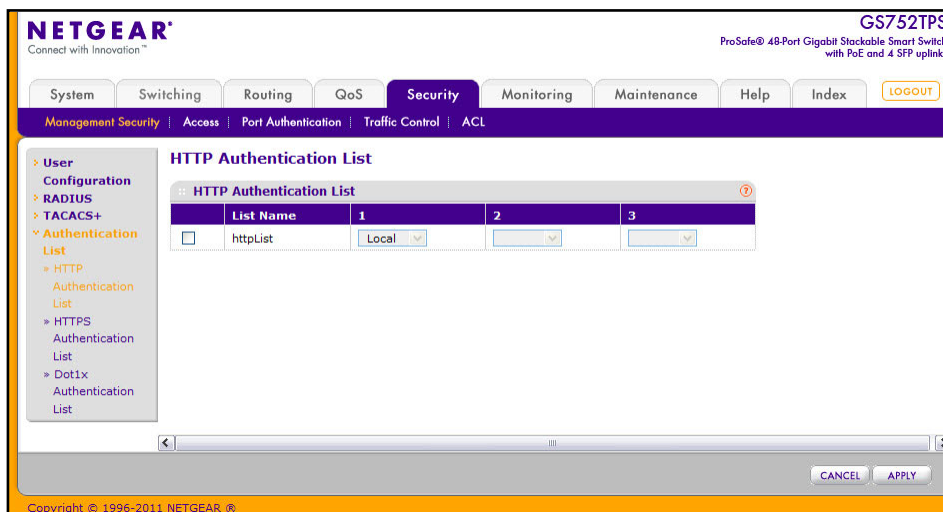 NETGEAR®
Connect with Innovation™
GS752TPS
ProSafe® 48-Port Gigabit Stackable Smart Switch
with PoE and 4 SFP uplink
System
Switching
Routing
QoS
Security
Monitoring
Maintenance
Help
Index
LOGOUT
Management Security
Access
Port Authentication
Traffic Control
ACL
User
Configuration
RADIUS
TACACS+
Authentication
List
» HTTP
Authentication
List
» HTTPS
Authentication
List
» Dot1x
Authentication
List
HTTP Authentication List
HTTP Authentication List
?
List Name 1 2 3
httpList Local
CANCEL
APPLY
Copyright © 1996-2011 NETGEAR ®